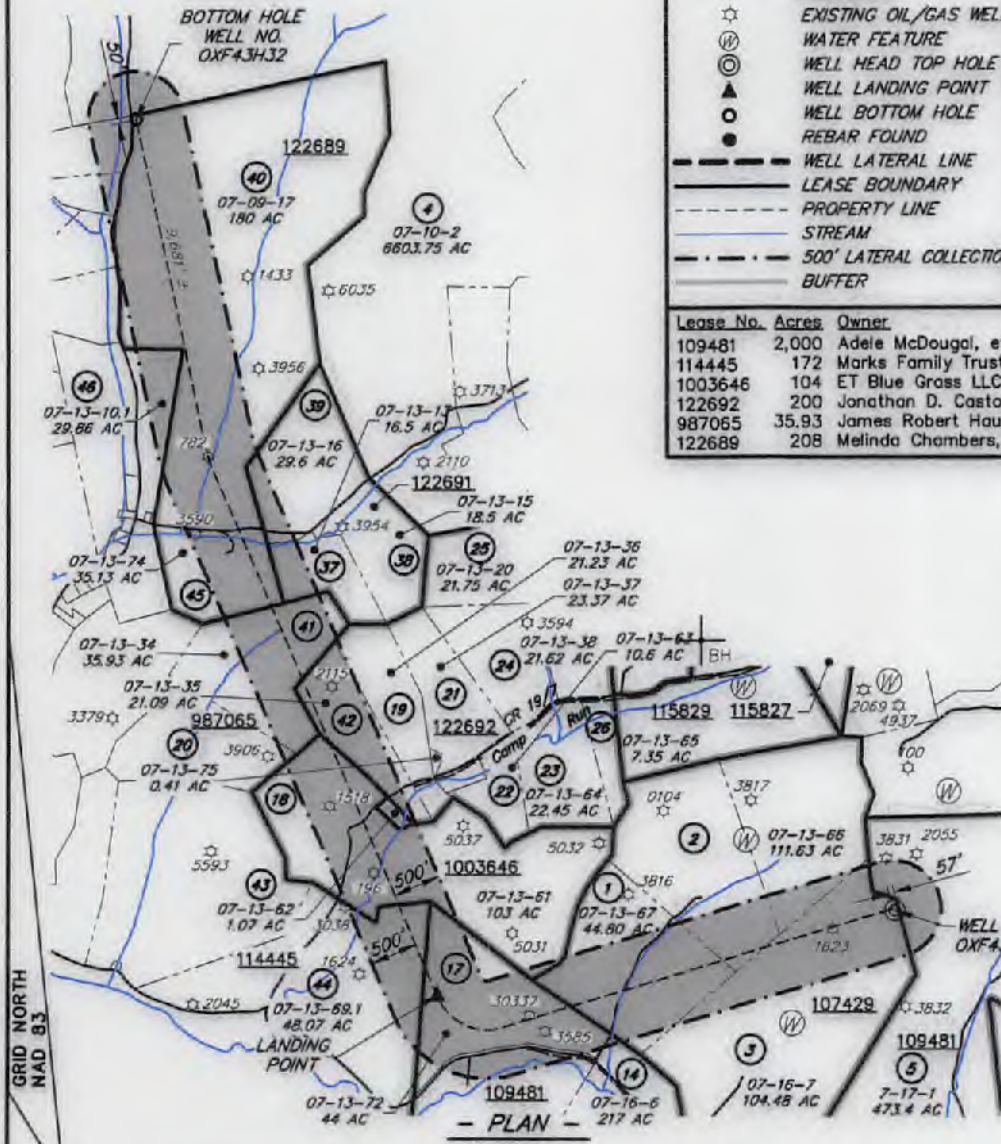 BOTTOM HOLE
WELL NO.
OXF43H32
50'
EXISTING OIL/GAS WELL
WATER FEATURE
WELL HEAD TOP HOLE
WELL LANDING POINT
WELL BOTTOM HOLE
REBAR FOUND
WELL LATERAL LINE
LEASE BOUNDARY
PROPERTY LINE
STREAM
500' LATERAL COLLECTIO
BUFFER
Lease No. Acres Owner
109481 2,000 Adele McDougal, e
114445 172 Marks Family Trust
1003646 104 ET Blue Grass LLC
122692 200 Jonathan D. Casto
987065 35.93 James Robert Hau
122689 208 Melinda Chambers,
W
122689
40
07-09-17
180 AC
4
07-10-2
6603.75 AC
1433
6035
3956
3713
46
07-13-10.1
29.66 AC
39
07-13-16
29.6 AC
07-13-13
16.5 AC
782
2110
122691
3590
3954
07-13-15
18.5 AC
37
38
25
07-13-20
21.75 AC
07-13-74
35.13 AC
45
07-13-36
21.23 AC
07-13-37
23.37 AC
41
3594
07-13-38
21.62 AC
07-13-63
10.6 AC
BH
07-13-34
35.93 AC
07-13-35
21.09 AC
2115
42
19
21
24
122692
CR 19/7
Camp Run
26
115829
115827
W
W
2069
4937
100
W
3379
987065
20
3906
07-13-75
0.41 AC
22
23
07-13-64
22.45 AC
07-13-65
7.35 AC
16
1518
5037
5032
0104
3817
2
W
07-13-66
111.63 AC
3831
2055
57'
5593
43
196
500'
1003646
07-13-61
103 AC
1
3816
07-13-67
44.80 AC
07-13-62
1.07 AC
3038
500'
5031
1623
WELL
OXF4
114445
1624
17
44
2045
07-13-69.1
48.07 AC
LANDING
POINT
30337
3585
107429
W
3832
109481
3
5
07-13-72
44 AC
109481
14
07-16-6
217 AC
07-16-7
104.48 AC
7-17-1
473.4 AC
GRID NORTH
NAD 83
- PLAN -